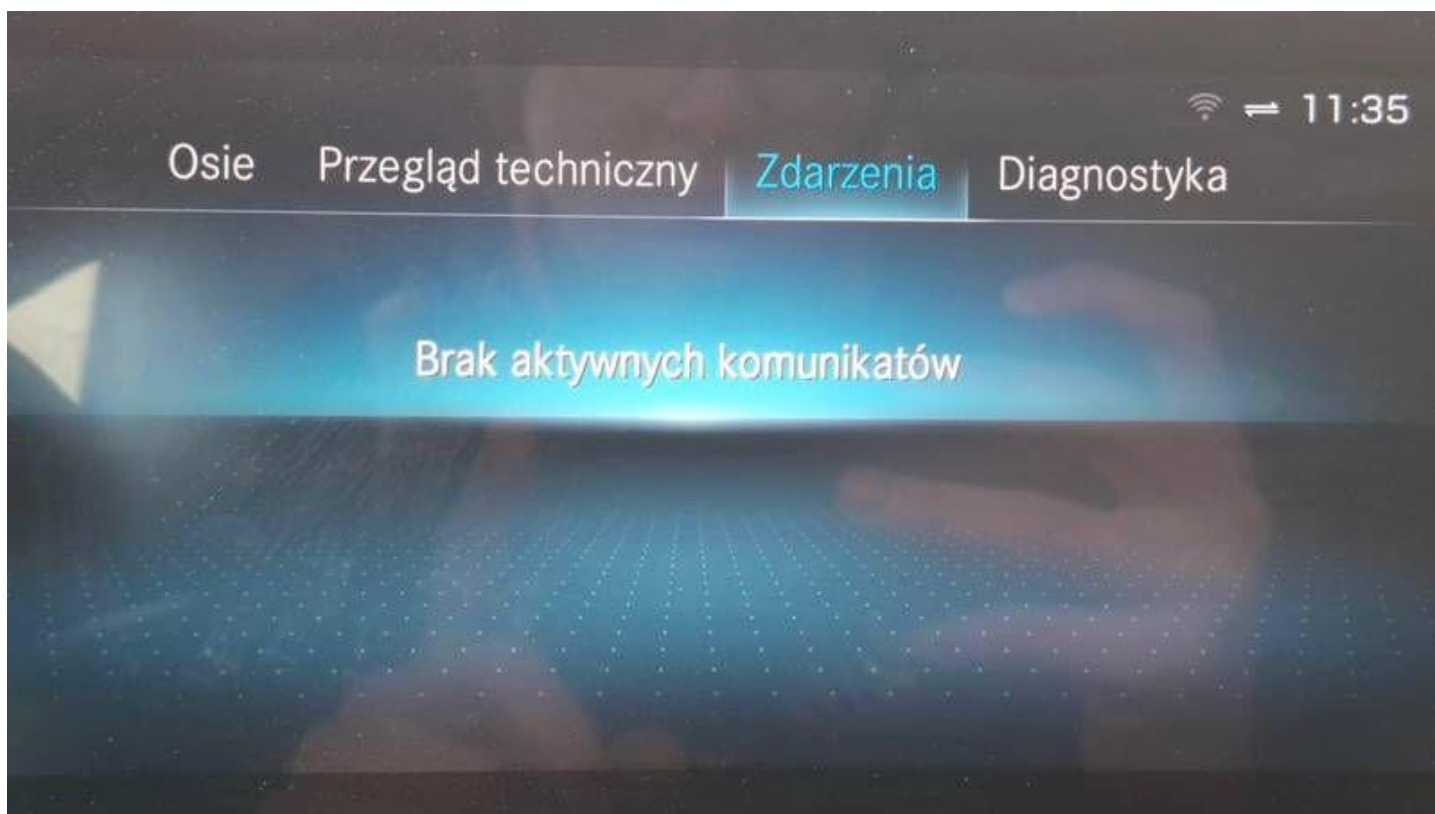 11:35
Osie Przegląd techniczny Zdarzenia Diagnostyka
Brak aktywnych komunikatów